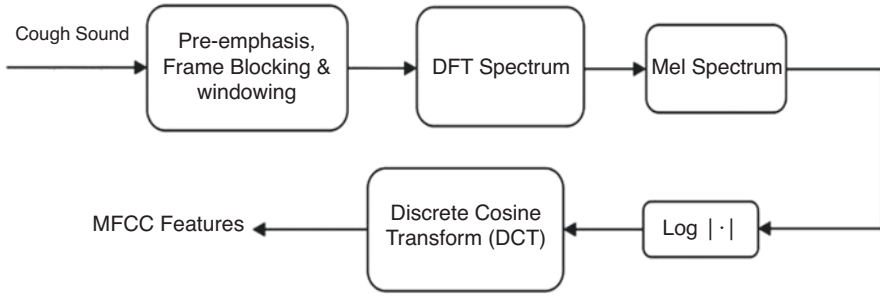 Cough Sound
Pre-emphasis,
Frame Blocking &
windowing
DFT Spectrum
Mel Spectrum
Log |·|
Discrete Cosine
Transform (DCT)
MFCC Features